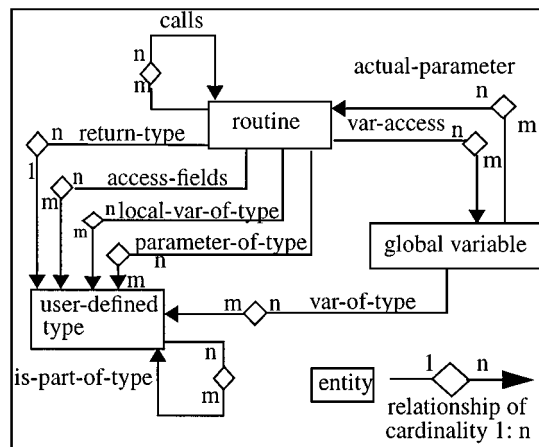 calls
n
m
actual-parameter
n
m
routine
return-type
n
1
var-access
n
m
access-fields
n
m
local-var-of-type
n
m
parameter-of-type
n
m
global variable
user-defined
type
m
n
var-of-type
is-part-of-type
n
m
entity
1
n
relationship of
cardinality 1: n